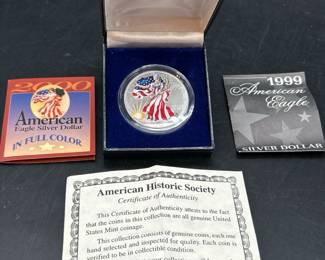 2000
American
Eagle Silver Dollar
IN FULL COLOR
1999
American
Eagle
SILVER DOLLAR
American Historic Society
Certificate of Authenticity
This Certificate of Authenticity attests to the fact
that the coins in this collection are all genuine United
States Mint coinage.
This collection consists of genuine coins, each one
hand selected and inspected for quality. Each coin is
verified to be in collectible condition.